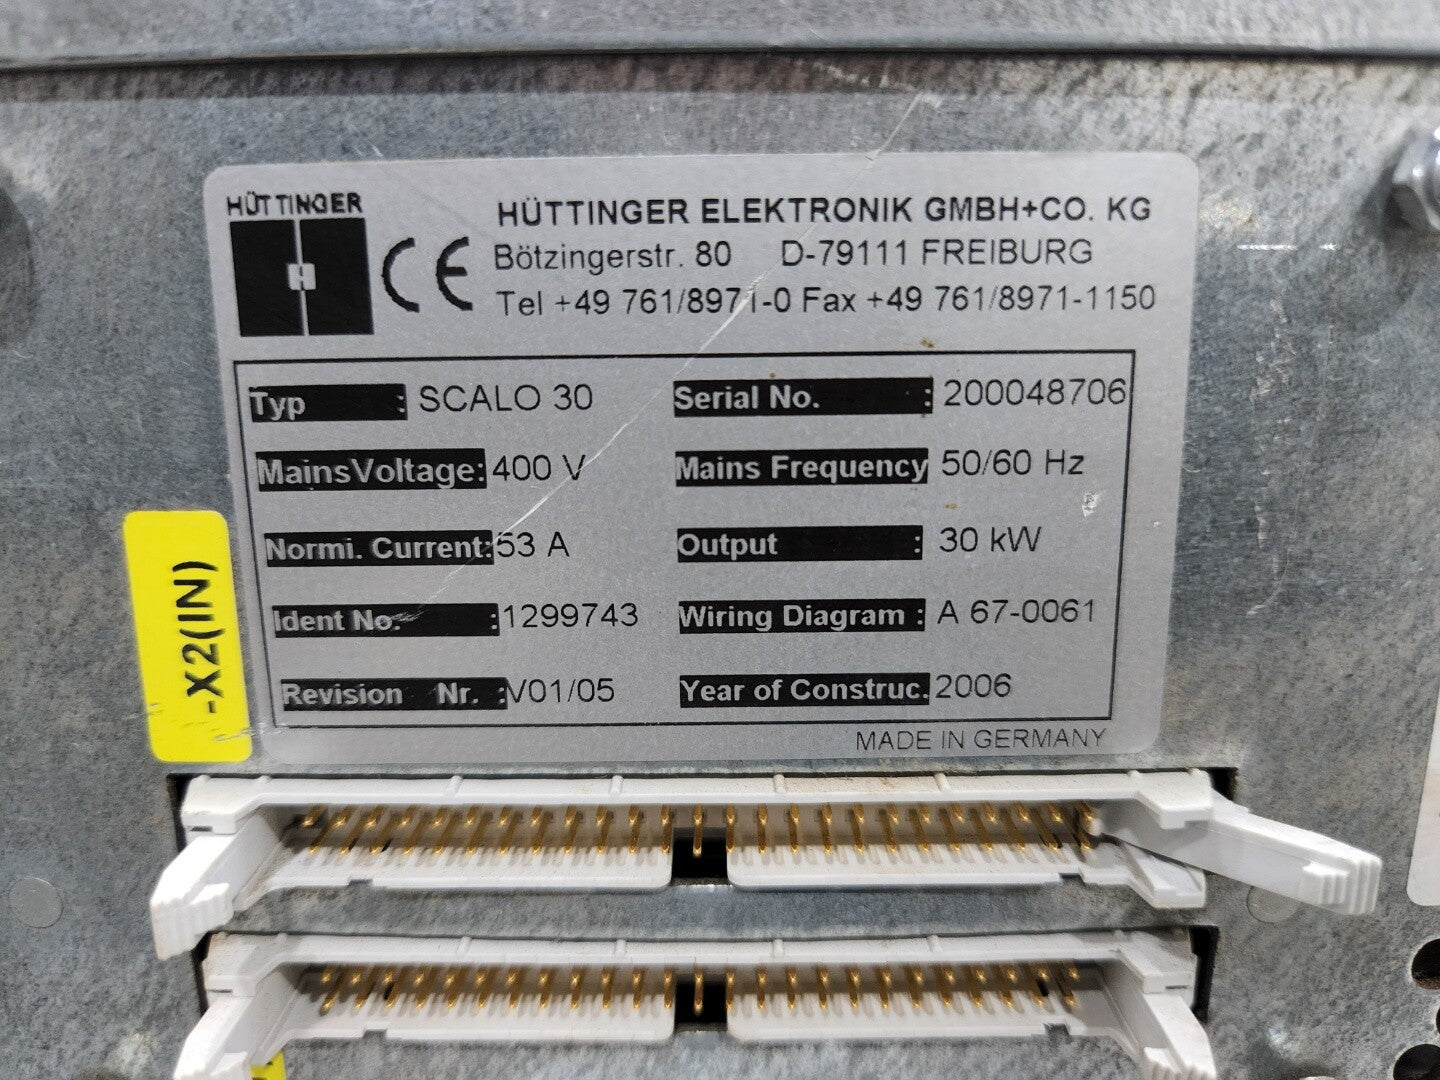 HÜTTINGER
H
CE
HÜTTINGER ELEKTRONIK GMBH+CO. KG
Bötzingerstr. 80 D-79111 FREIBURG
Tel +49 761/8971-0 Fax +49 761/8971-1150
Typ : SCALO 30 Serial No. : 200048706
MainsVoltage: 400 V Mains Frequency 50/60 Hz
Normi. Current: 53 A Output : 30 kW
Ident No. : 1299743 Wiring Diagram : A 67-0061
Revision Nr. : V01/05 Year of Construc. 2006
MADE IN GERMANY
-X2(IN)